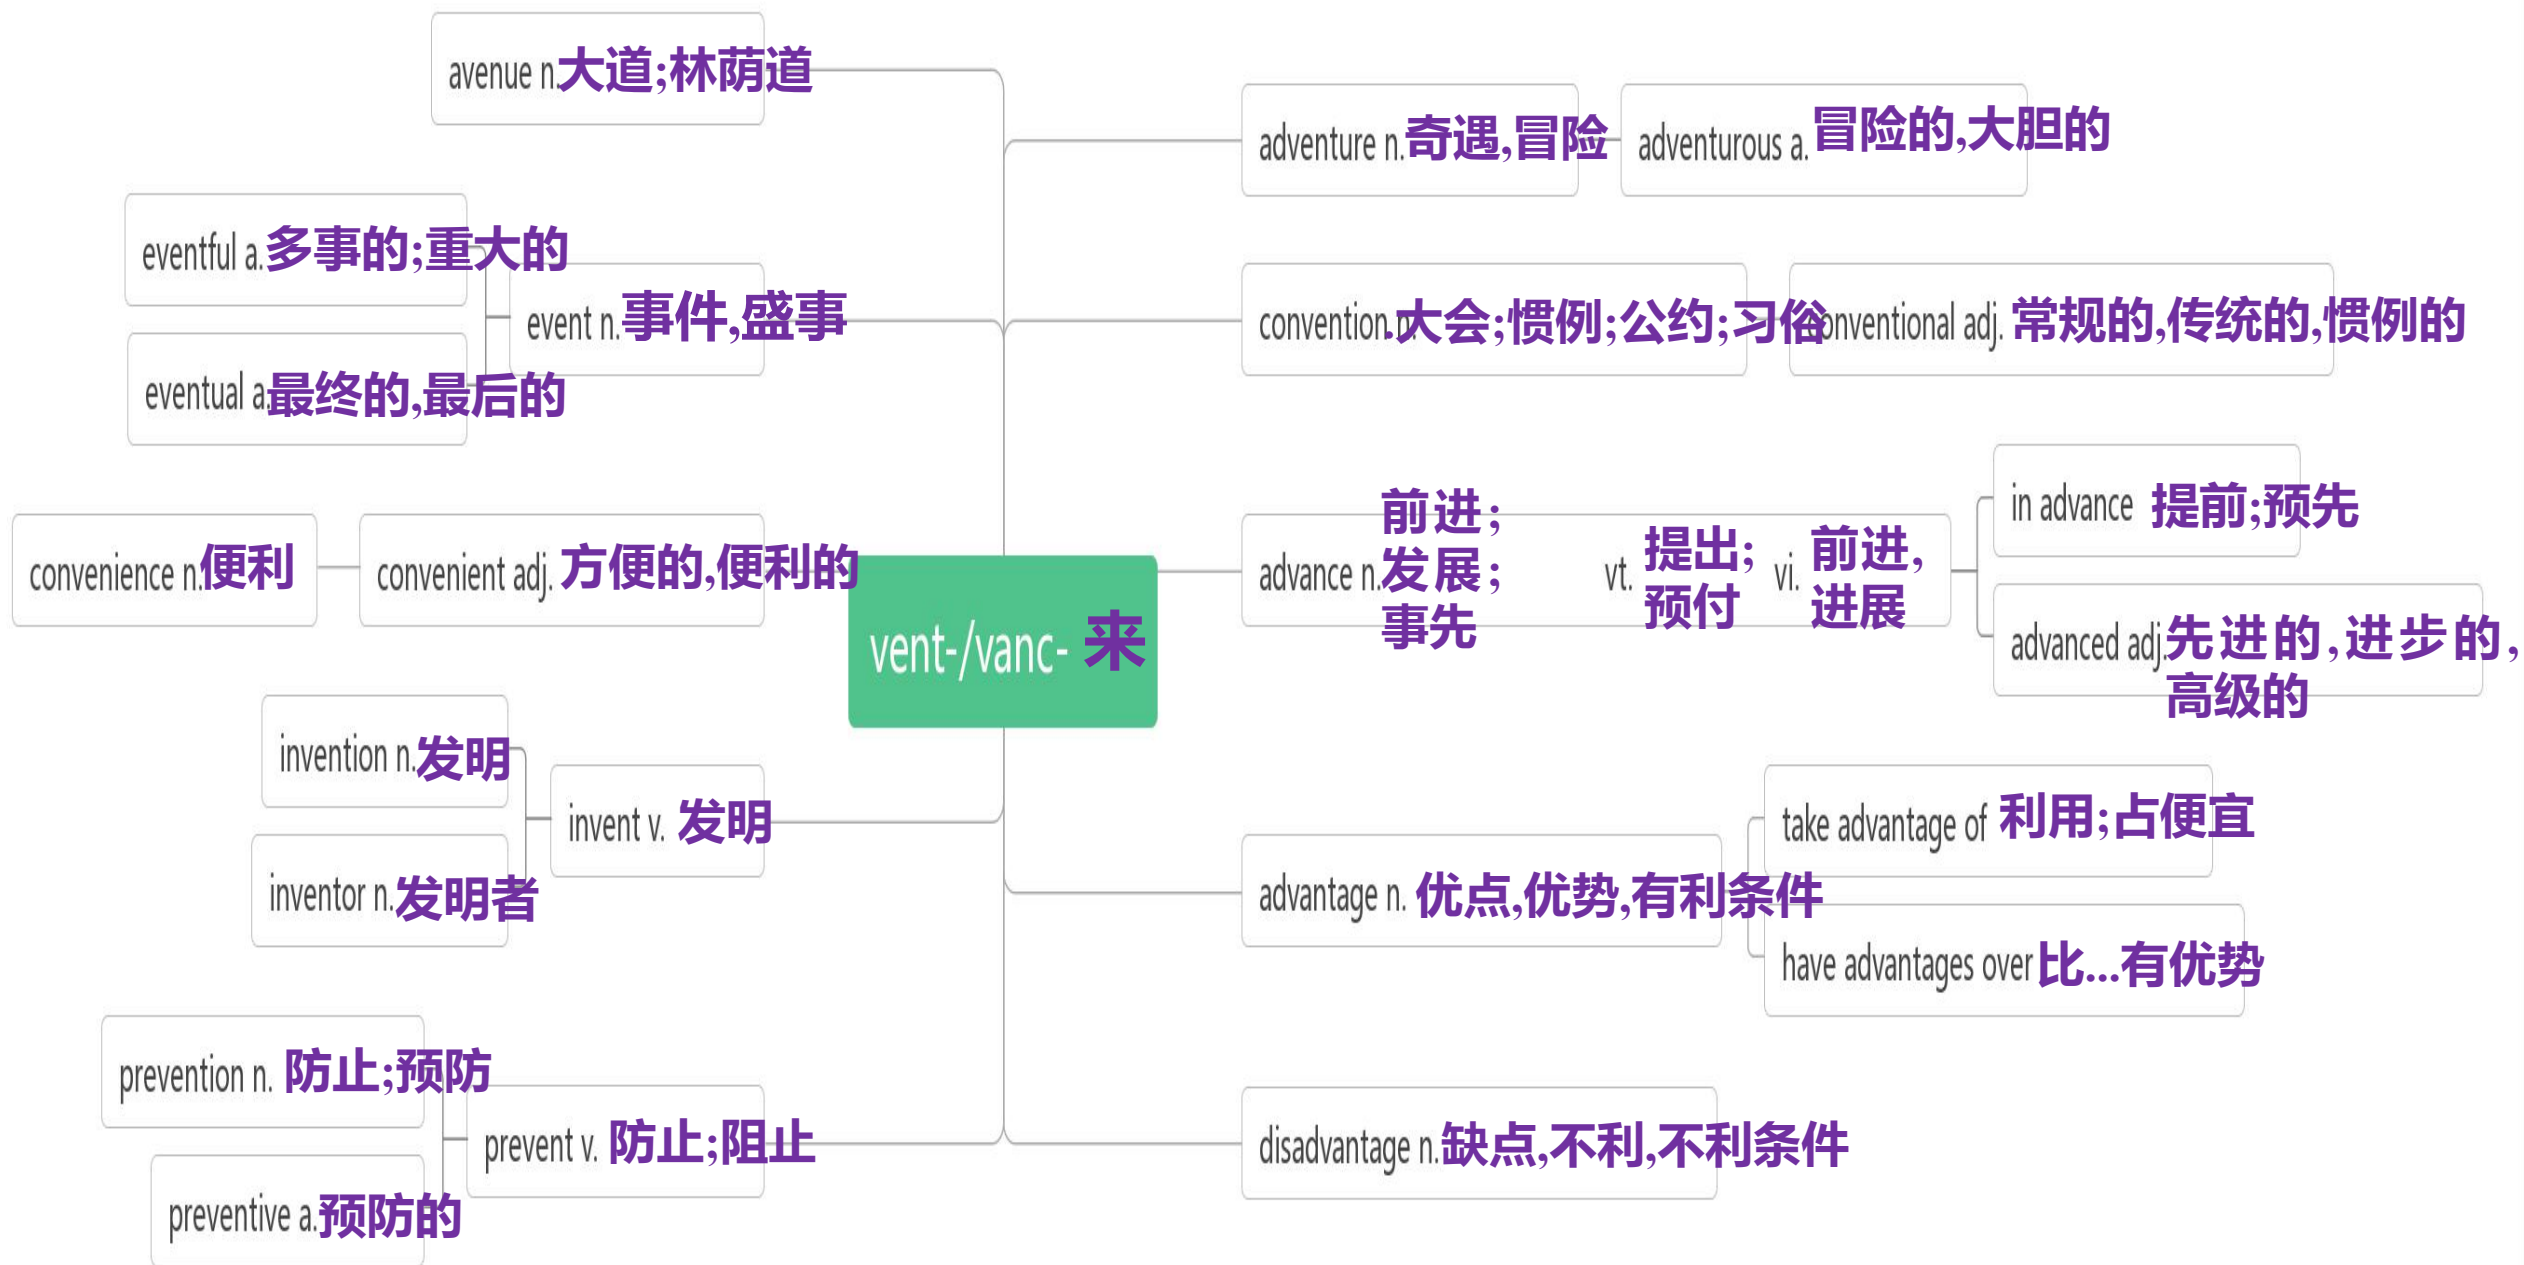 avenue n.大道;林荫道
eventful a.多事的;重大的
event n.事件,盛事
eventual a.最终的,最后的
convenience n.便利
convenient adj. 方便的,便利的
vent-/vanc- 来
invention n.发明
invent v. 发明
inventor n.发明者
prevention n. 防止;预防
prevent v. 防止;阻止
preventive a.预防的
adventure n.奇遇,冒险
adventurous a.冒险的,大胆的
convention n.大会;惯例;公约;习俗
conventional adj. 常规的,传统的,惯例的
advance n.前进;
发展;
事先
vt. 提出;
预付
vi. 前进,
进展
in advance 提前;预先
advanced adj.先进的,进步的,
高级的
advantage n. 优点,优势,有利条件
take advantage of 利用;占便宜
have advantages over 比...有优势
disadvantage n.缺点,不利,不利条件